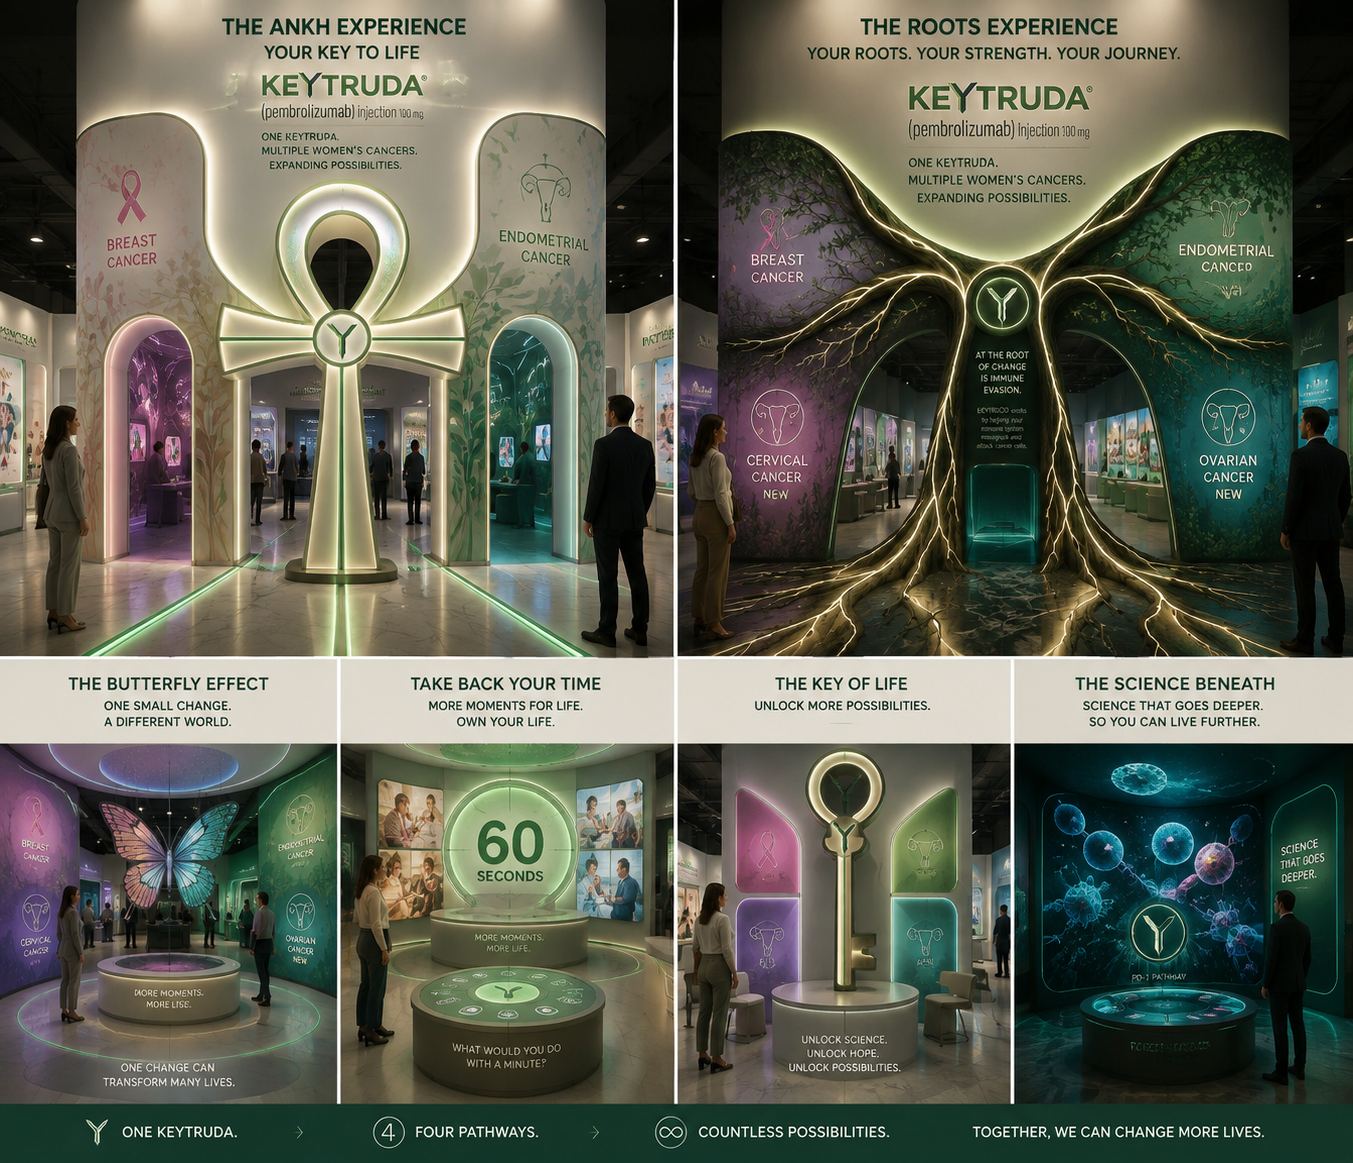 THE ANKH EXPERIENCE
YOUR KEY TO LIFE
KEYTRUDA®
(pembrolizumab) Injection 100 mg
ONE KEYTRUDA.
MULTIPLE WOMEN'S CANCERS.
EXPANDING POSSIBILITIES.
BREAST
CANCER
ENDOMETRIAL
CANCER
Y
THE ROOTS EXPERIENCE
YOUR ROOTS. YOUR STRENGTH. YOUR JOURNEY.
KEYTRUDA®
(pembrolizumab) Injection 100 mg
ONE KEYTRUDA.
MULTIPLE WOMEN'S CANCERS.
EXPANDING POSSIBILITIES.
BREAST
CANCER
ENDOMETRIAL
CANCER
Y
AT THE ROOT
OF CHANGE
IS IMMUNE
EVASION.
CERVICAL
CANCER
NEW
OVARIAN
CANCER
NEW
THE BUTTERFLY EFFECT
ONE SMALL CHANGE.
A DIFFERENT WORLD.
BREAST
CANCER
ENDOMETRIAL
CANCER
CERVICAL
CANCER
OVARIAN
CANCER
NEW
MORE MOMENTS.
MORE LIFE.
ONE CHANGE CAN
TRANSFORM MANY LIVES.
TAKE BACK YOUR TIME
MORE MOMENTS FOR LIFE.
OWN YOUR LIFE.
60
SECONDS
MORE MOMENTS.
MORE LIFE.
Y
WHAT WOULD YOU DO
WITH A MINUTE?
THE KEY OF LIFE
UNLOCK MORE POSSIBILITIES.
Y
UNLOCK SCIENCE.
UNLOCK HOPE.
UNLOCK POSSIBILITIES.
THE SCIENCE BENEATH
SCIENCE THAT GOES DEEPER.
SO YOU CAN LIVE FURTHER.
SCIENCE
THAT GOES
DEEPER.
Y
PD-1 PATHWAY
Y ONE KEYTRUDA.
4 FOUR PATHWAYS.
∞ COUNTLESS POSSIBILITIES.
TOGETHER, WE CAN CHANGE MORE LIVES.